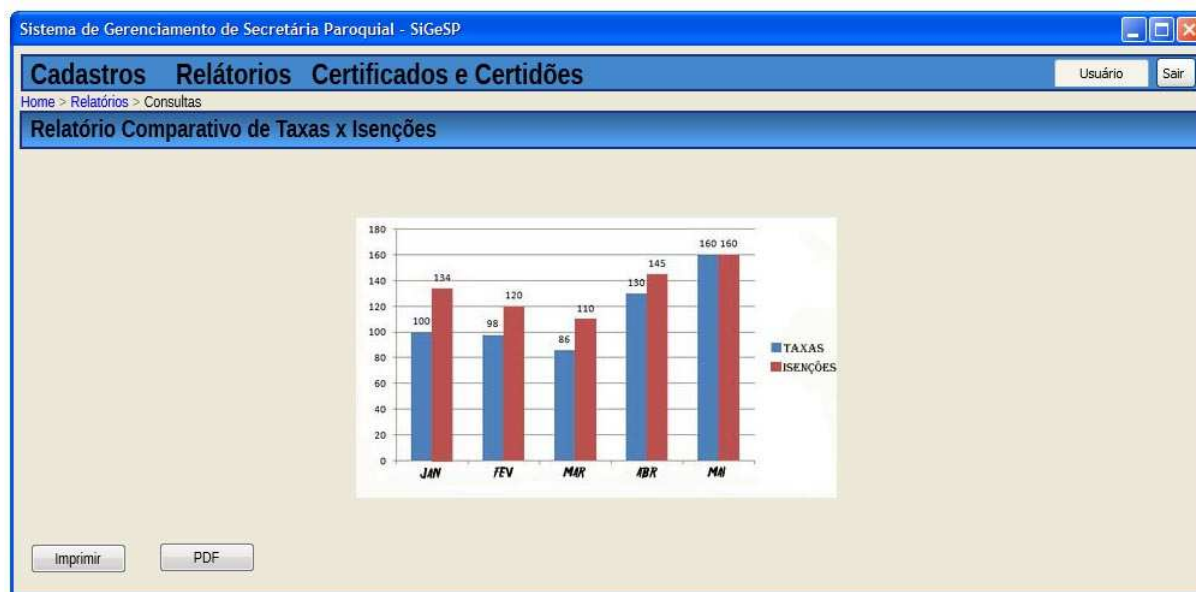 Sistema de Gerenciamento de Secretária Paroquial - SiGeSP
Cadastros Relátorios Certificados e Certidões Usuário Sair
Home > Relatórios > Consultas
Relatório Comparativo de Taxas x Isenções
180
160 160 160
140 134 145
120 120 130
100 100 98 110
80 86
60
40
20
0
TAXAS
ISENÇÕES
JAN FEV MAR ABR MAI
Imprimir PDF